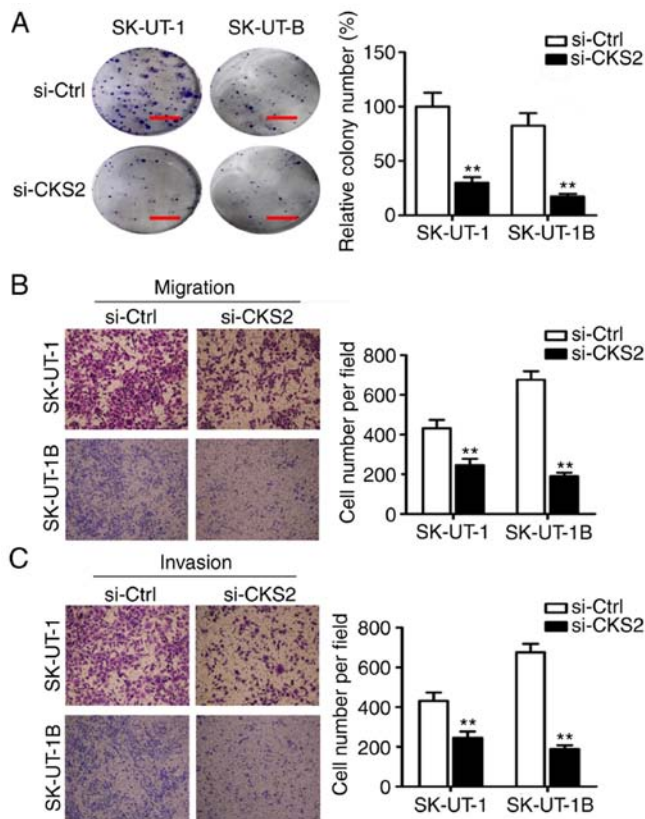 A
SK-UT-1 SK-UT-B
si-Ctrl
si-CKS2
Relative colony number (%)
150
100
50
0
si-Ctrl
si-CKS2
**
**
SK-UT-1 SK-UT-1B
B
Migration
si-Ctrl si-CKS2
SK-UT-1
SK-UT-1B
Cell number per field
800
600
400
200
0
si-Ctrl
si-CKS2
**
**
SK-UT-1 SK-UT-1B
C
Invasion
si-Ctrl si-CKS2
SK-UT-1
SK-UT-1B
Cell number per field
800
600
400
200
0
si-Ctrl
si-CKS2
**
**
SK-UT-1 SK-UT-1B